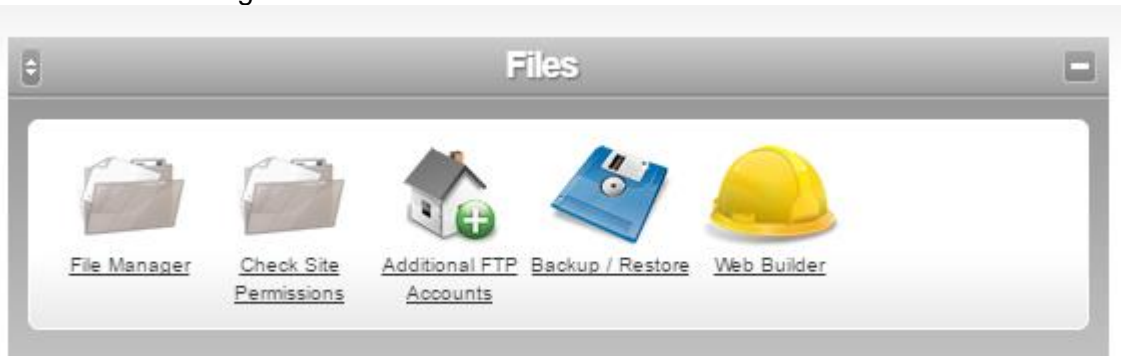 Files
File Manager
Check Site
Permissions
Additional FTP
Accounts
Backup / Restore
Web Builder